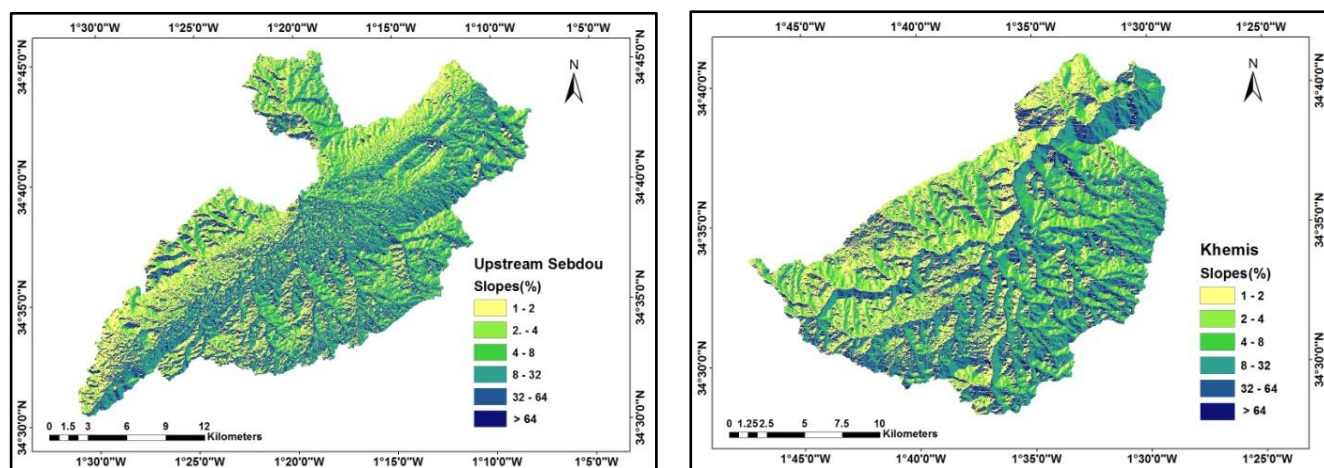 1°30'0"W 1°25'0"W 1°20'0"W 1°15'0"W 1°10'0"W 1°5'0"W
34°45'0"N
34°40'0"N
34°35'0"N
34°30'0"N
34°45'0"N
34°40'0"N
34°35'0"N
34°30'0"N
N
Upstream Sebdou
Slopes(%)
1 - 2
2. - 4
4 - 8
8 - 32
32 - 64
> 64
0 1.5 3 6 9 12
Kilometers
1°30'0"W 1°25'0"W 1°20'0"W 1°15'0"W 1°10'0"W 1°5'0"W
1°45'0"W 1°40'0"W 1°35'0"W 1°30'0"W 1°25'0"W
34°40'0"N
34°35'0"N
34°30'0"N
34°40'0"N
34°35'0"N
34°30'0"N
N
Khemis
Slopes(%)
1 - 2
2 - 4
4 - 8
8 - 32
32 - 64
> 64
0 1.25 2.5 5 7.5 10
Kilometers
1°45'0"W 1°40'0"W 1°35'0"W 1°30'0"W 1°25'0"W